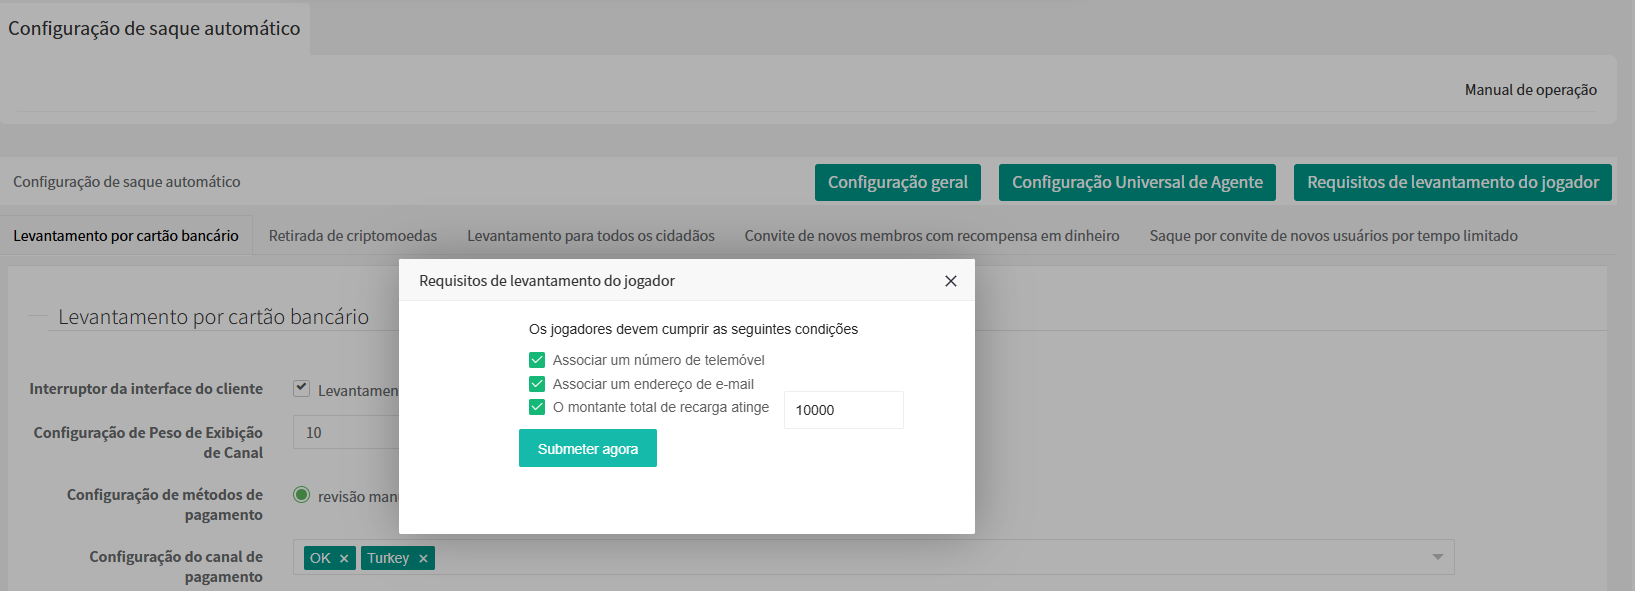 Configuração de saque automático
Manual de operação
Configuração de saque automático
Configuração geral
Configuração Universal de Agente
Requisitos de levantamento do jogador
Levantamento por cartão bancário
Retirada de criptomoedas
Levantamento para todos os cidadãos
Convite de novos membros com recompensa em dinheiro
Saque por convite de novos usuários por tempo limitado
Requisitos de levantamento do jogador
Os jogadores devem cumprir as seguintes condições
Associar um número de telemóvel
Associar um endereço de e-mail
O montante total de recarga atinge
10000
Submeter agora
Levantamento por cartão bancário
Interruptor da interface do cliente
Levantamen
Configuração de Peso de Exibição
de Canal
10
Configuração de métodos de
pagamento
revisão man
Configuração do canal de
pagamento
OK
Turkey